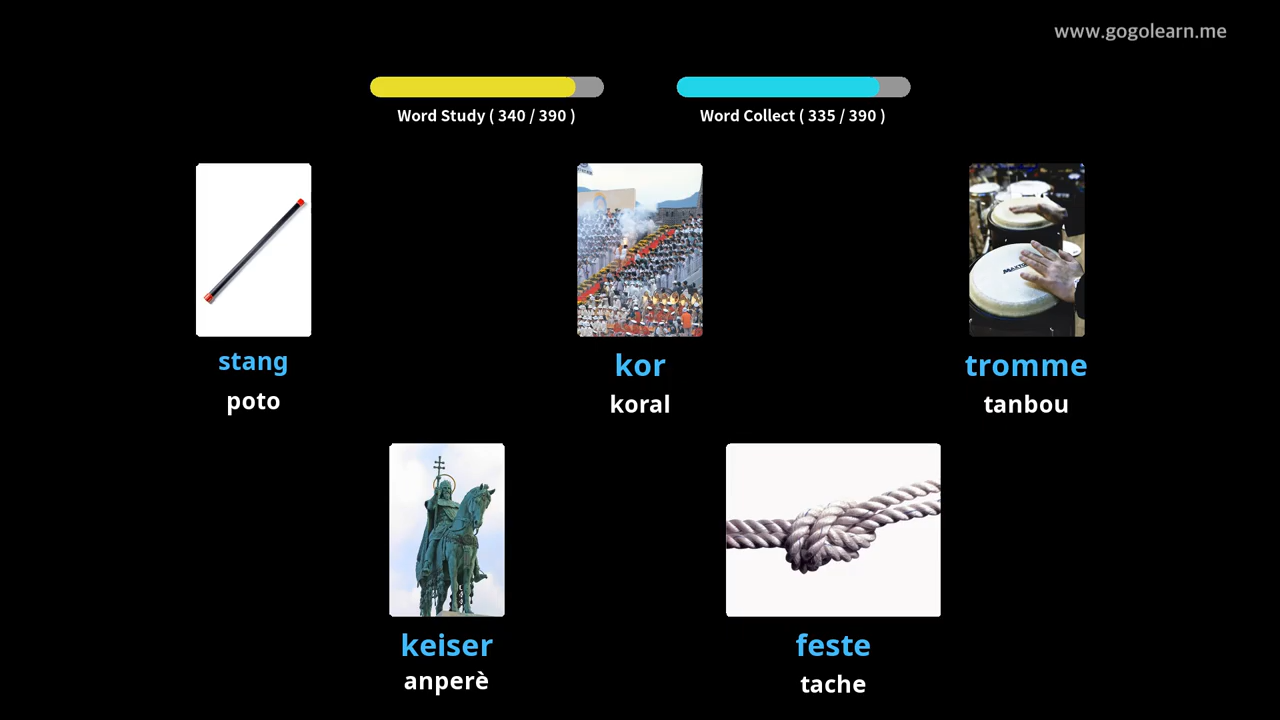 www.gogolearn.me
Word Study ( 340 / 390 )
Word Collect ( 335 / 390 )
stang
poto
kor
koral
tromme
tanbou
keiser
anperè
feste
tache